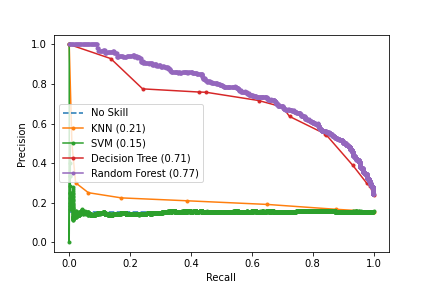 1.0
0.8
0.6
0.4
0.2
0.0
Precision
No Skill
KNN (0.21)
SVM (0.15)
Decision Tree (0.71)
Random Forest (0.77)
0.0 0.2 0.4 0.6 0.8 1.0
Recall